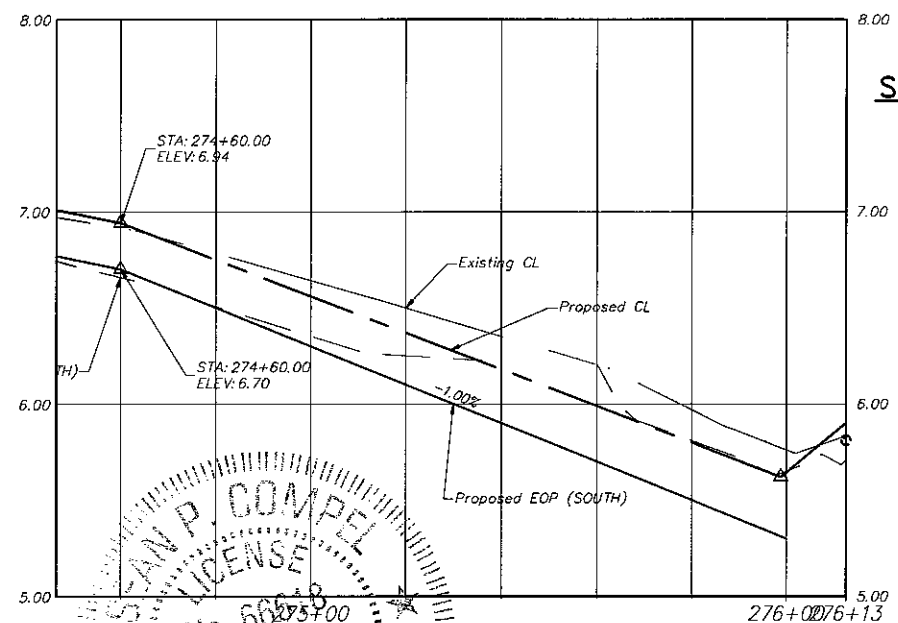 8.00
8.00
S
STA: 274+60.00
ELEV: 6.94
7.00
7.00
Existing CL
Proposed CL
TH)
STA: 274+60.00
ELEV: 6.70
-1.00%
6.00
6.00
Proposed EOP (SOUTH)
P. COMPEL
LICENSE
5.00
5.00
275+00
276+00
276+13